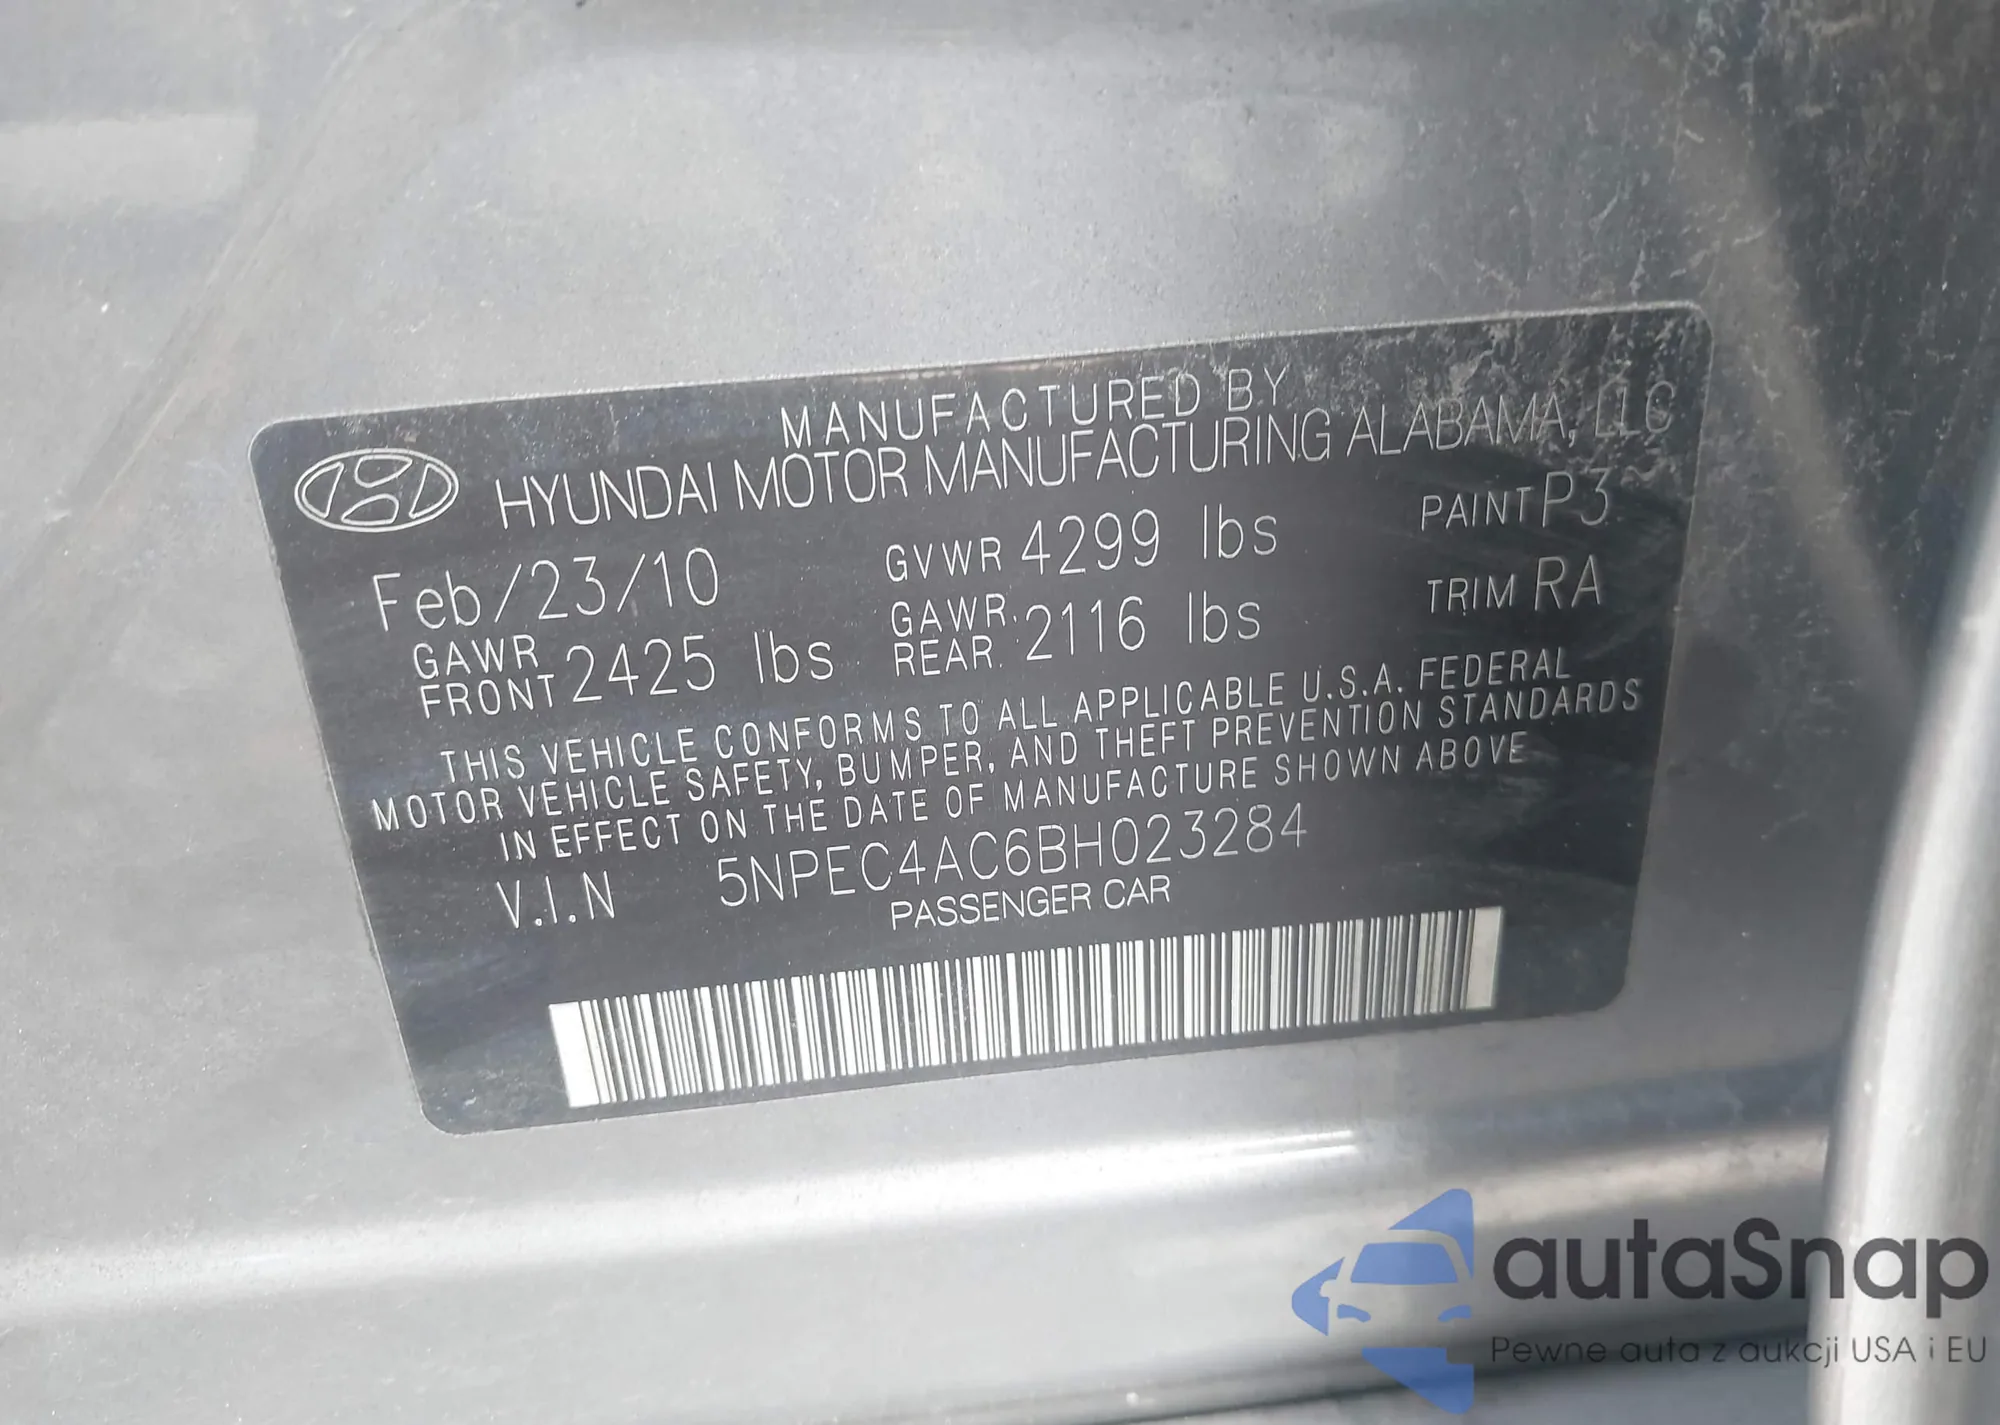 MANUFACTURED BY
HYUNDAI MOTOR MANUFACTURING ALABAMA, LLC
Feb/23/10 GVWR 4299 lbs PAINT P3
GAWR FRONT 2425 lbs GAWR REAR 2116 lbs TRIM RA
THIS VEHICLE CONFORMS TO ALL APPLICABLE U.S.A. FEDERAL
MOTOR VEHICLE SAFETY, BUMPER, AND THEFT PREVENTION STANDARDS
IN EFFECT ON THE DATE OF MANUFACTURE SHOWN ABOVE
V.I.N 5NPEC4AC6BH023284
PASSENGER CAR
autaSnap
Pewne auta z aukcji USA i EU